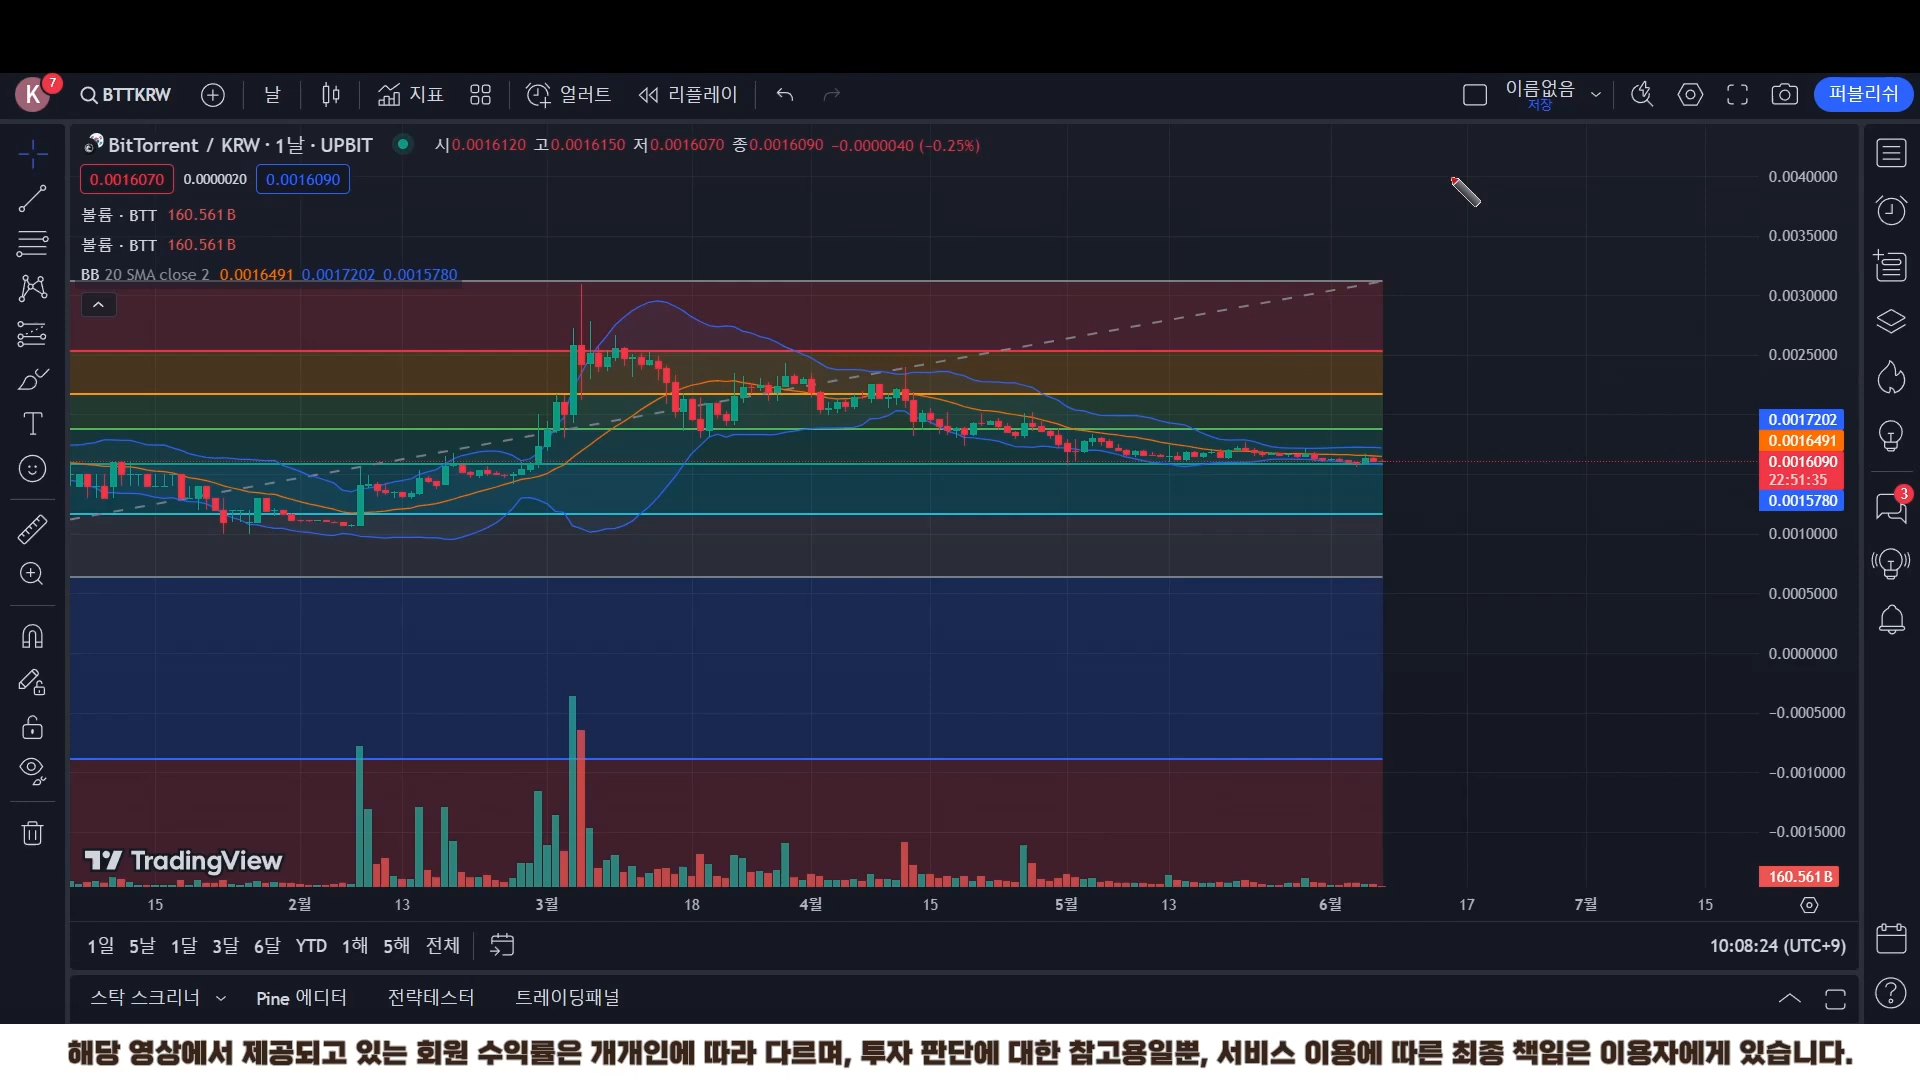 K 7 BTTKRW 날 지표 얼러트 리플레이 이름없음 저장 퍼블리쉬
BitTorrent / KRW · 1날 · UPBIT 시0.0016120 고0.0016150 저0.0016070 종0.0016090 −0.0000040 (−0.25%)
0.0016070 0.0000020 0.0016090
볼륨 · BTT 160.561B
볼륨 · BTT 160.561B
BB 20 SMA close 2 0.0016491 0.0017202 0.0015780
0.0040000
0.0035000
0.0030000
0.0025000
0.0017202
0.0016491
0.0016090
22:51:35
0.0015780
3
0.0010000
0.0005000
0.0000000
−0.0005000
−0.0010000
−0.0015000
TradingView
160.561B
15 2월 13 3월 18 4월 15 5월 13 6월 17 7월 15
1일 5날 1달 3달 6달 YTD 1해 5해 전체 10:08:24 (UTC+9)
스탁 스크리너 Pine 에디터 전략테스터 트레이딩패널
해당 영상에서 제공되고 있는 회원 수익률은 개개인에 따라 다르며, 투자 판단에 대한 참고용일뿐, 서비스 이용에 따른 최종 책임은 이용자에게 있습니다.